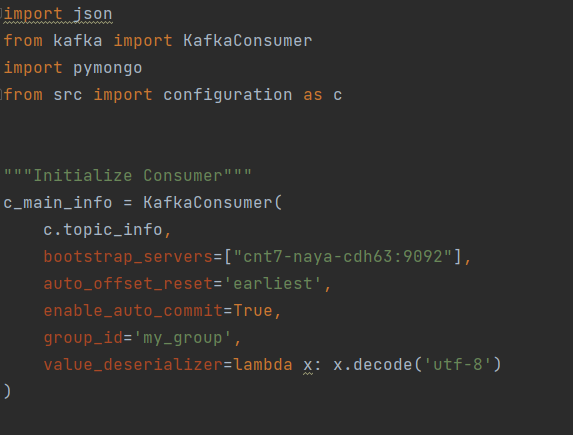 import json
from kafka import KafkaConsumer
import pymongo
from src import configuration as c
"""Initialize Consumer"""
c_main_info = KafkaConsumer(
    c.topic_info,
    bootstrap_servers=["cnt7-naya-cdh63:9092"],
    auto_offset_reset='earliest',
    enable_auto_commit=True,
    group_id='my_group',
    value_deserializer=lambda x: x.decode('utf-8')
)